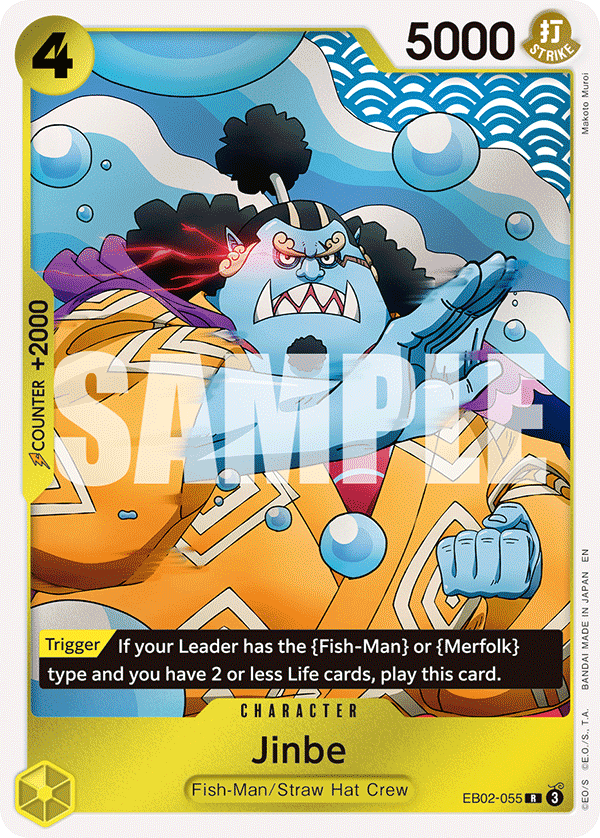 4
5000
打
STRIKE
Makoto Muroi
COUNTER +2000
SAMPLE
Trigger If your Leader has the {Fish-Man} or {Merfolk}
type and you have 2 or less Life cards, play this card.
CHARACTER
Jinbe
Fish-Man/Straw Hat Crew
EB02-055 R 3
©EO/S ©E.O./S., T.A. BANDAI MADE IN JAPAN EN